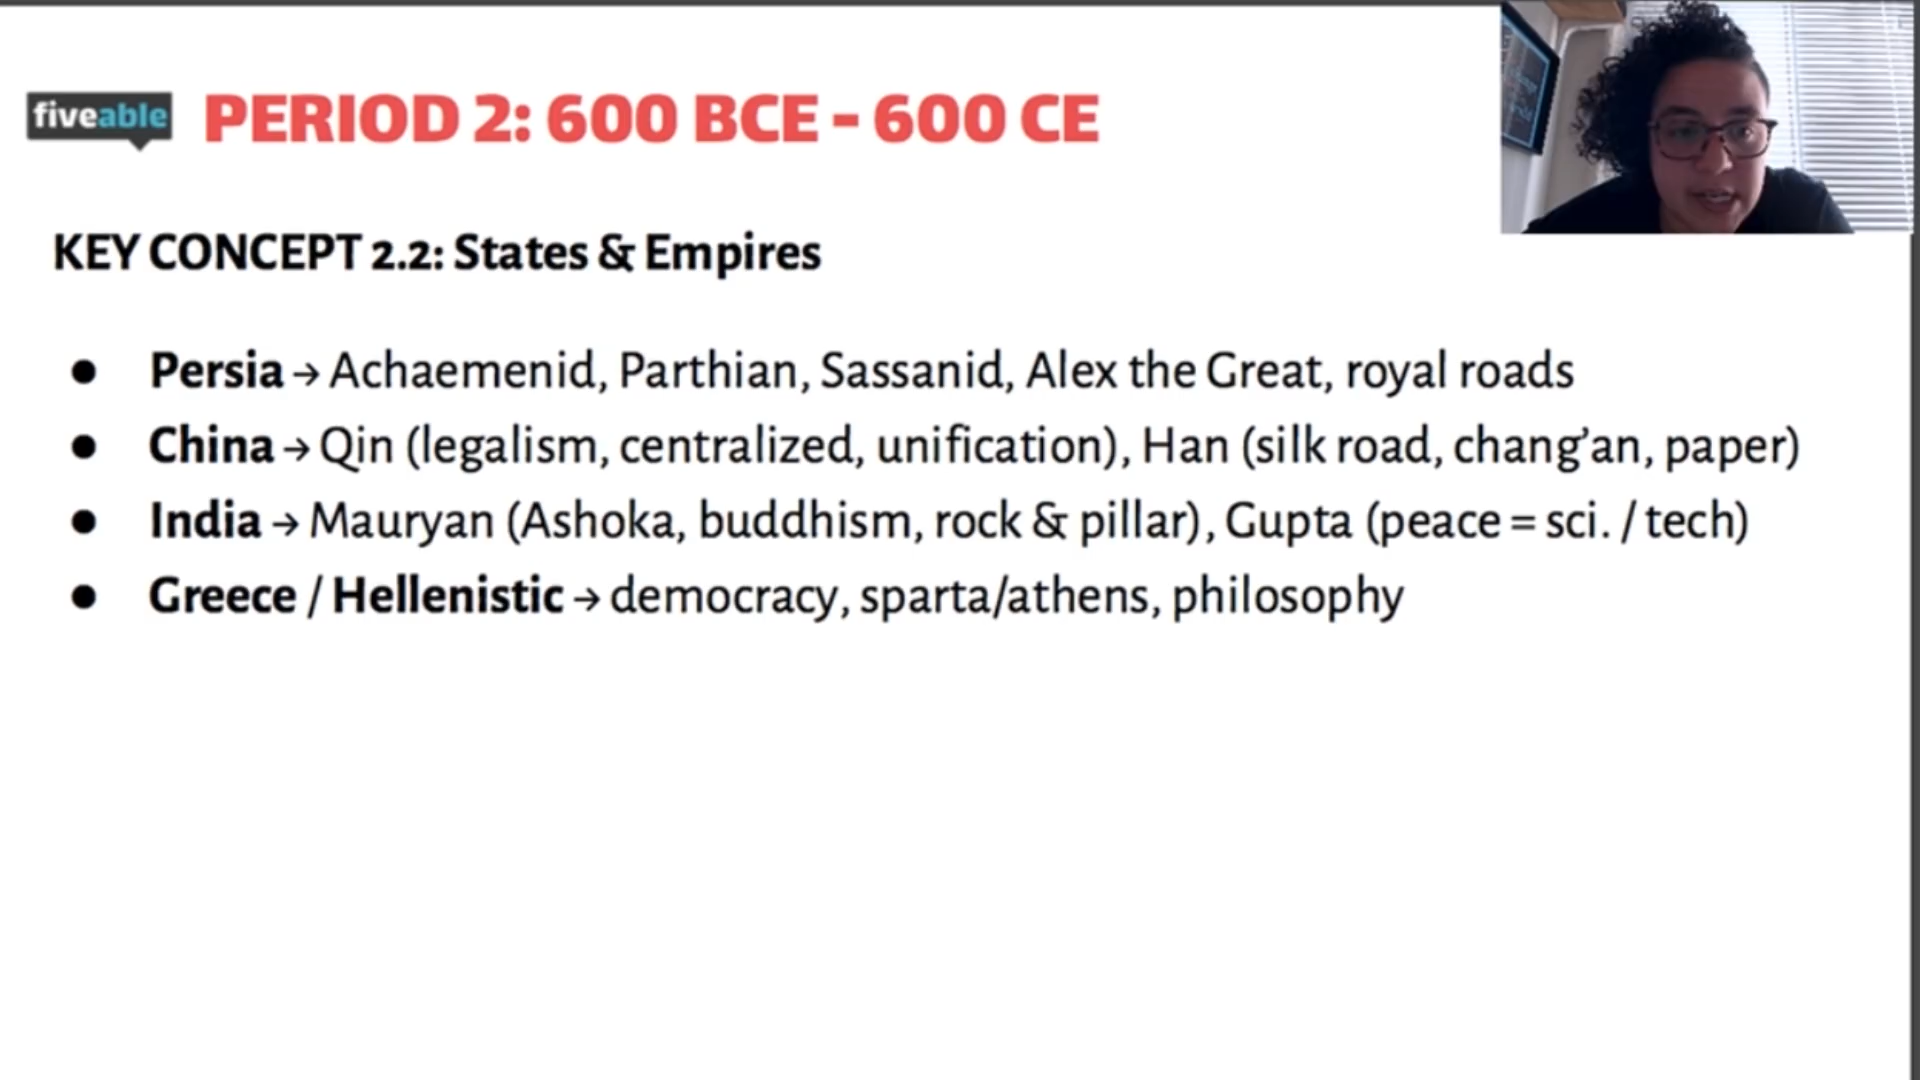 fiveable
PERIOD 2: 600 BCE - 600 CE
KEY CONCEPT 2.2: States & Empires
● Persia → Achaemenid, Parthian, Sassanid, Alex the Great, royal roads
● China → Qin (legalism, centralized, unification), Han (silk road, chang'an, paper)
● India → Mauryan (Ashoka, buddhism, rock & pillar), Gupta (peace = sci. / tech)
● Greece / Hellenistic → democracy, sparta/athens, philosophy